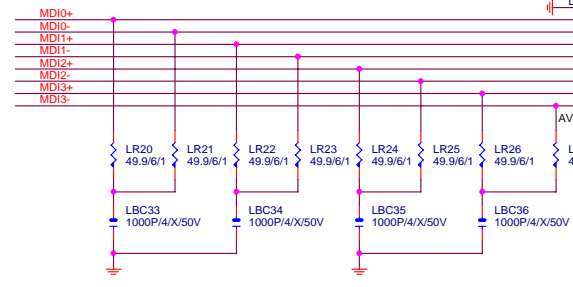 MDI0+
MDI0-
MDI1+
MDI1-
MDI2+
MDI2-
MDI3+
MDI3-
AV
LR20
49.9/6/1
LR21
49.9/6/1
LR22
49.9/6/1
LR23
49.9/6/1
LR24
49.9/6/1
LR25
49.9/6/1
LR26
49.9/6/1
LBC33
1000P/4/X/50V
LBC34
1000P/4/X/50V
LBC35
1000P/4/X/50V
LBC36
1000P/4/X/50V